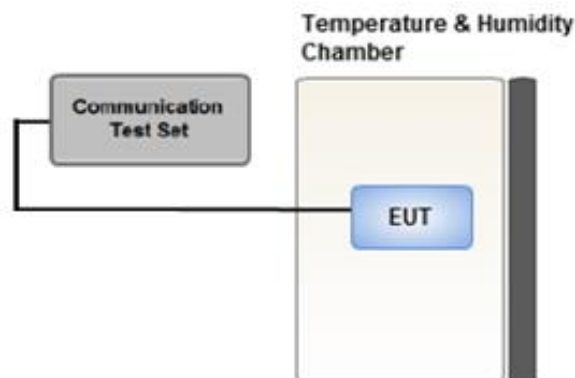 Temperature & Humidity
Chamber
Communication
Test Set
EUT